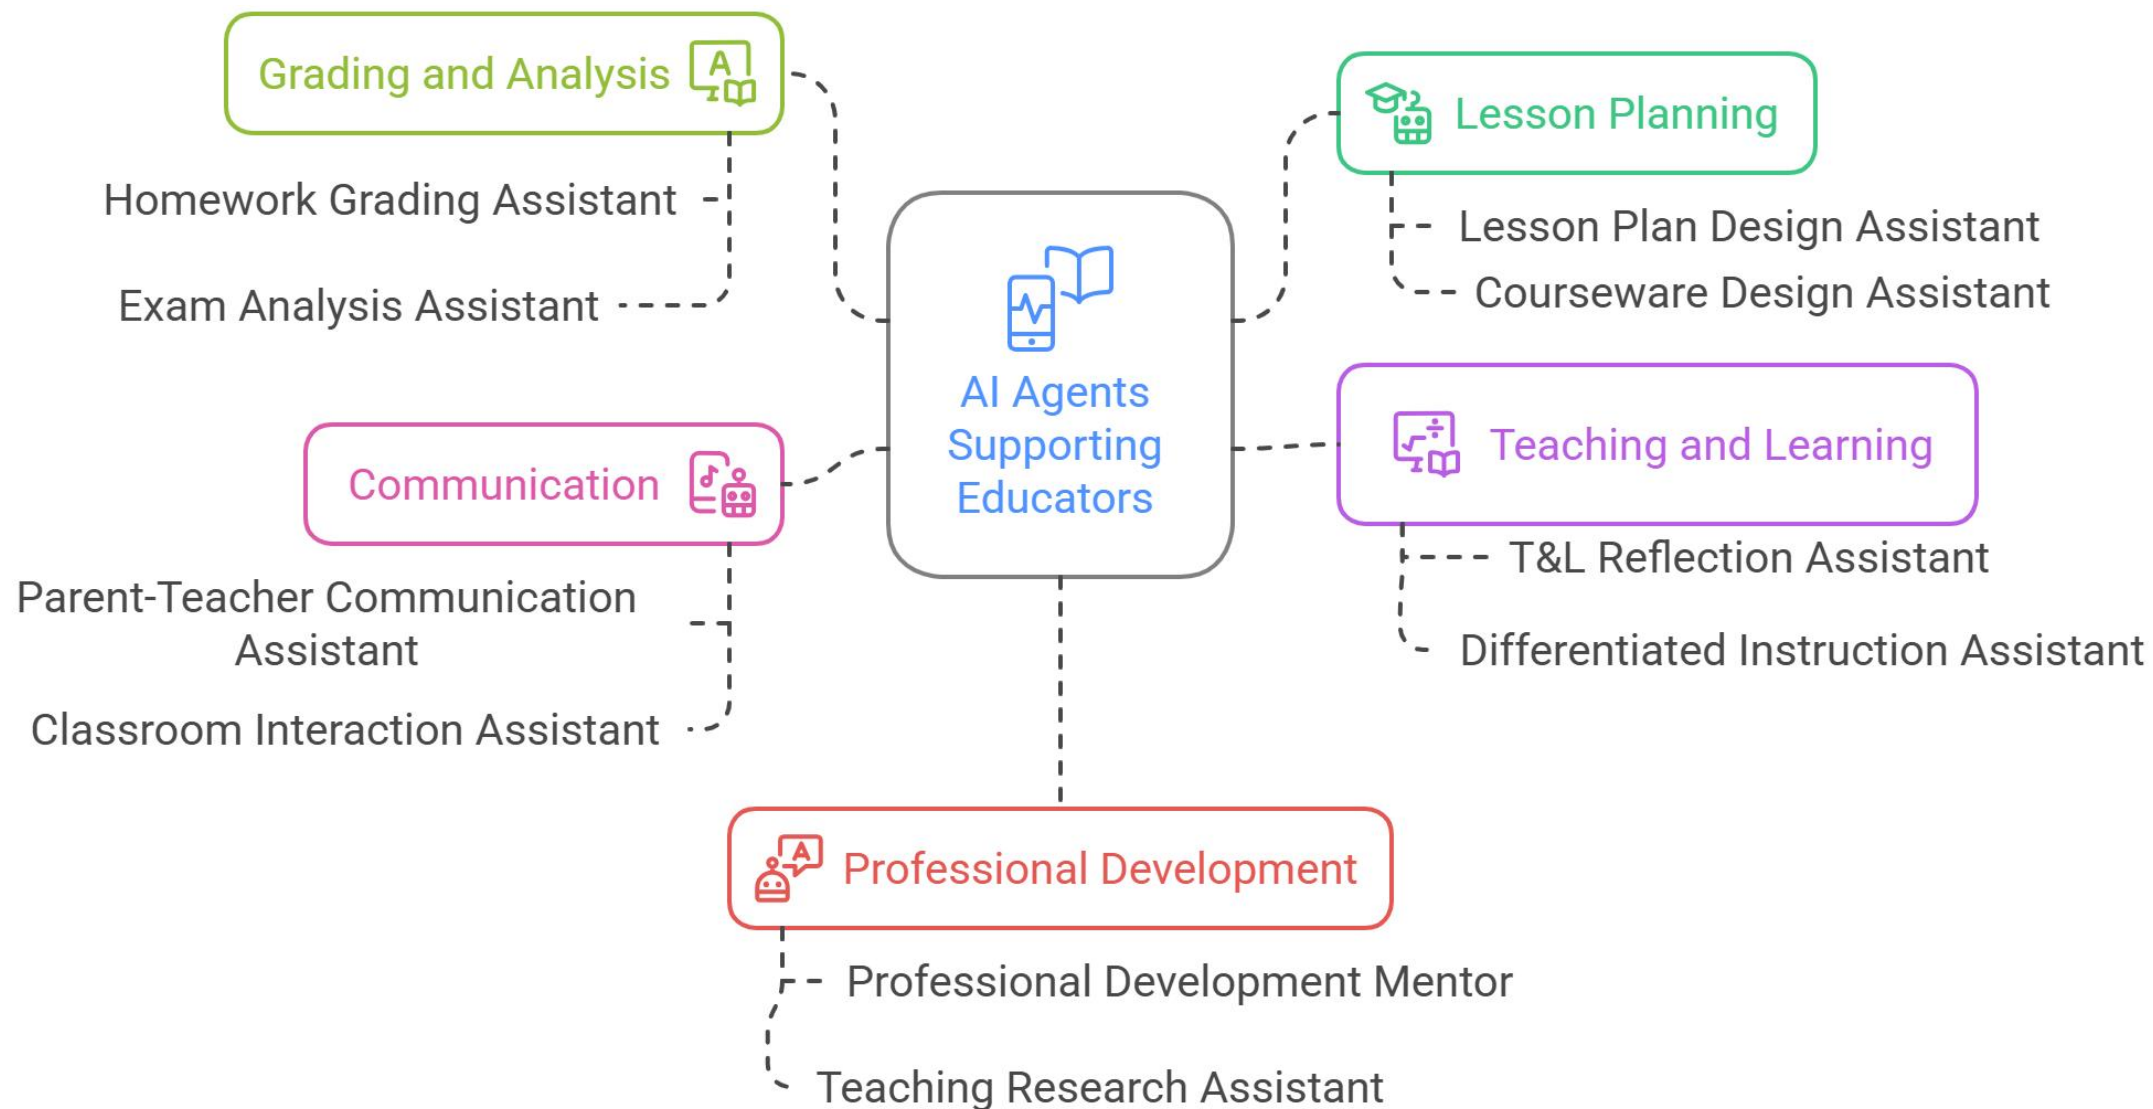 Grading and Analysis
Homework Grading Assistant
Exam Analysis Assistant
Communication
Parent-Teacher Communication
Assistant
Classroom Interaction Assistant
AI Agents
Supporting
Educators
Lesson Planning
Lesson Plan Design Assistant
Courseware Design Assistant
Teaching and Learning
T&L Reflection Assistant
Differentiated Instruction Assistant
Professional Development
Professional Development Mentor
Teaching Research Assistant